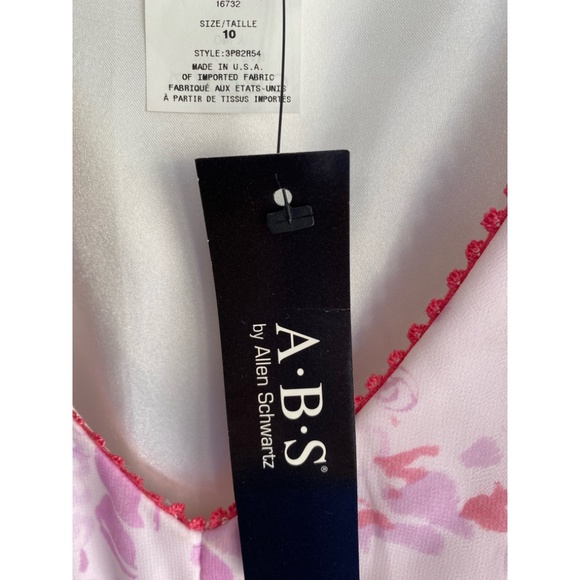 16732
SIZE/TAILLE
10
STYLE:3P82R54
MADE IN U.S.A.
OF IMPORTED FABRIC
FABRIQUÉ AUX ETATS-UNIS
À PARTIR DE TISSUS IMPORTÉS
A·B·S®
by Allen Schwartz